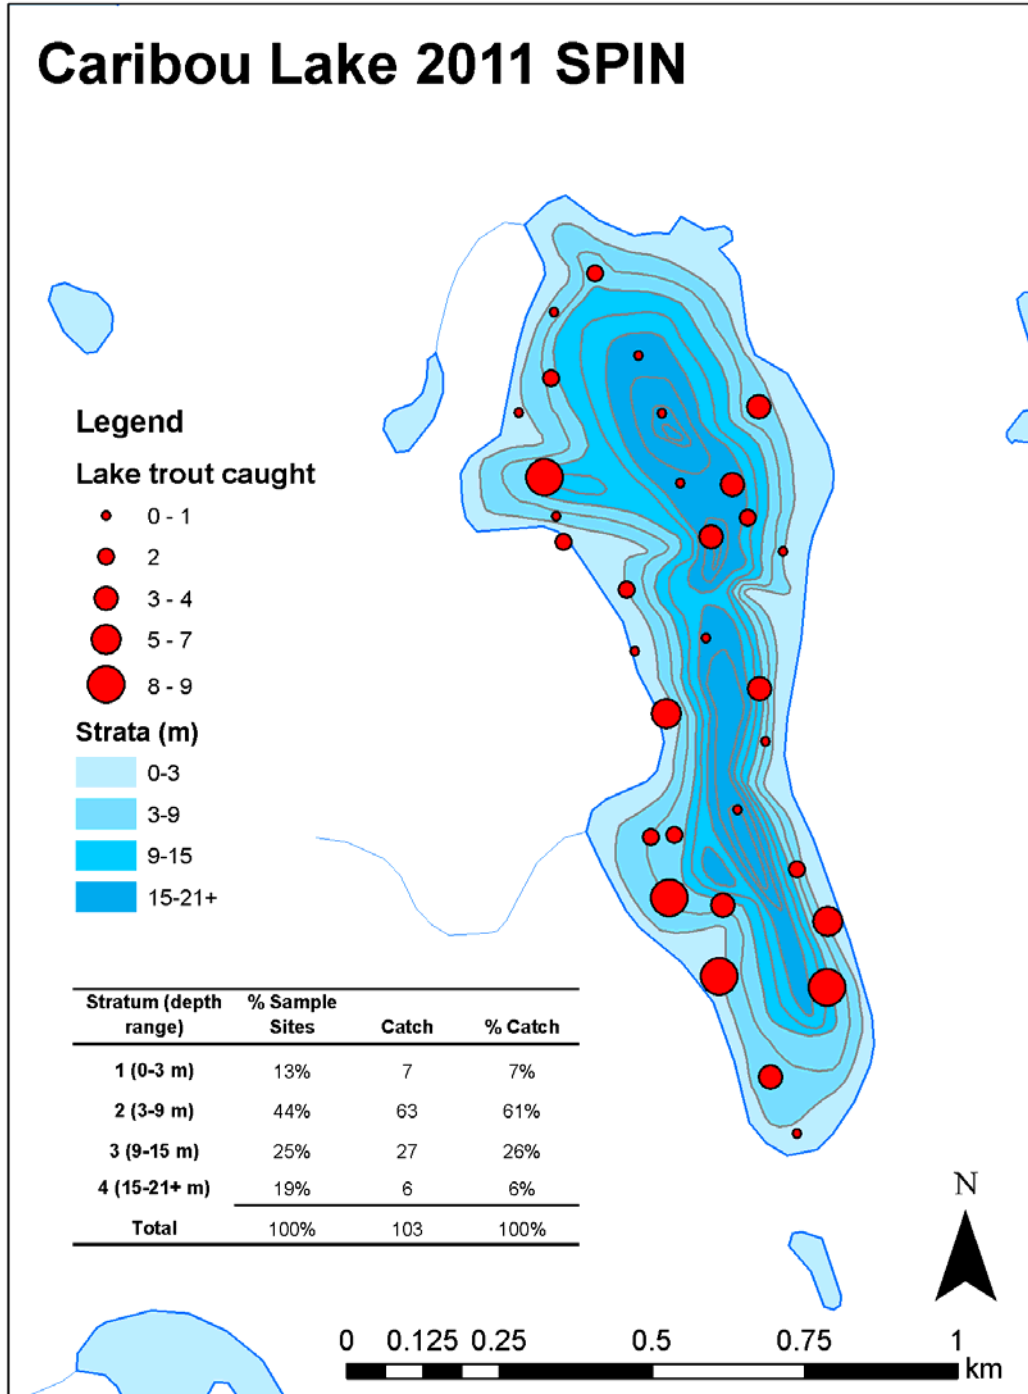 Caribou Lake 2011 SPIN
Legend
Lake trout caught
0 - 1
2
3 - 4
5 - 7
8 - 9
Strata (m)
0-3
3-9
9-15
15-21+
Stratum (depth range) % Sample Sites Catch % Catch
1 (0-3 m) 13% 7 7%
2 (3-9 m) 44% 63 61%
3 (9-15 m) 25% 27 26%
4 (15-21+ m) 19% 6 6%
Total 100% 103 100%
N
0 0.125 0.25 0.5 0.75 1
km